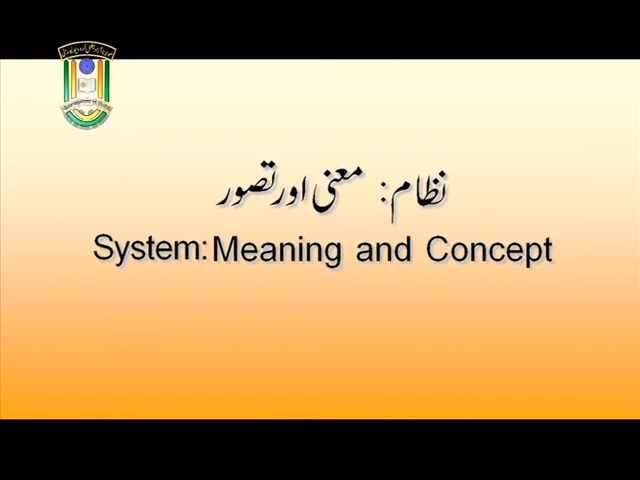 نظام: معنی اور تصور
System: Meaning and Concept